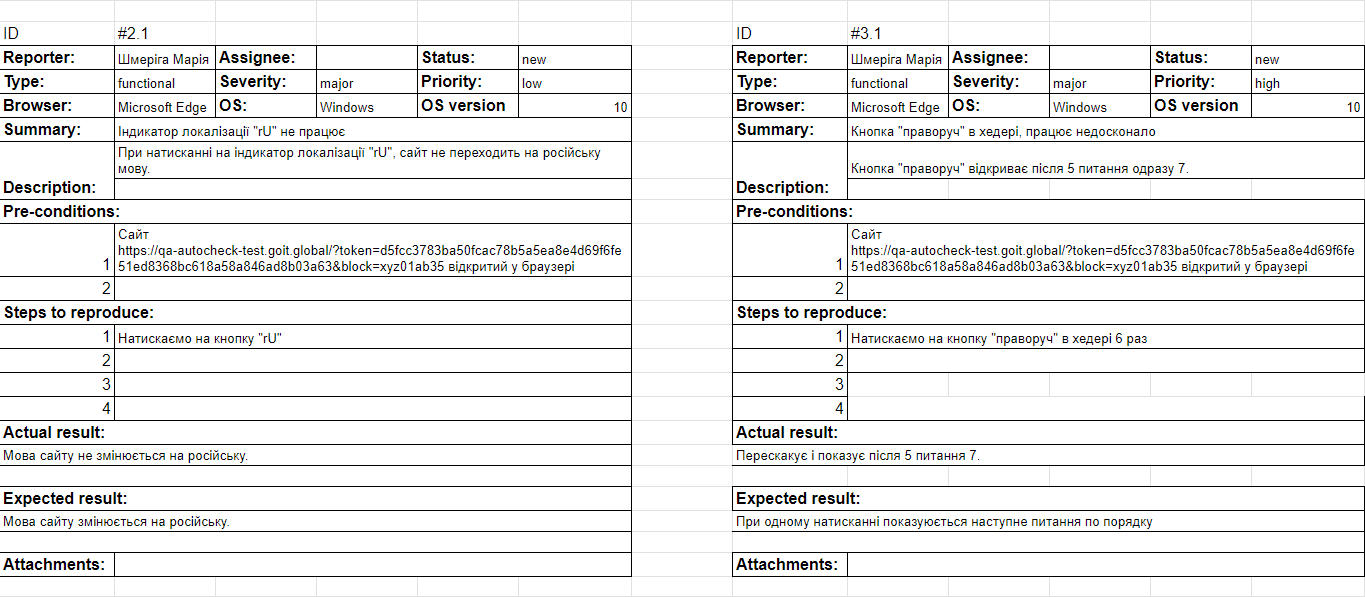 ID #2.1
Reporter: Шмеріга Марія Assignee: Status: new
Type: functional Severity: major Priority: low
Browser: Microsoft Edge OS: Windows OS version 10
Summary: Індикатор локалізації "rU" не працює
При натисканні на індикатор локалізації "rU", сайт не переходить на російську
мову.
Description:
Pre-conditions:
Сайт
https://qa-autocheck-test.goit.global/?token=d5fcc3783ba50fcac78b5a5ea8e4d69f6fe
1 51ed8368bc618a58a846ad8b03a63&block=xyz01ab35 відкритий у браузері
2
Steps to reproduce:
1 Натискаємо на кнопку "rU"
2
3
4
Actual result:
Мова сайту не змінюється на російську.
Expected result:
Мова сайту змінюється на російську.
Attachments:
ID #3.1
Reporter: Шмеріга Марія Assignee: Status: new
Type: functional Severity: major Priority: high
Browser: Microsoft Edge OS: Windows OS version 10
Summary: Кнопка "праворуч" в хедері, працює недосконало
Кнопка "праворуч" відкриває після 5 питання одразу 7.
Description:
Pre-conditions:
Сайт
https://qa-autocheck-test.goit.global/?token=d5fcc3783ba50fcac78b5a5ea8e4d69f6fe
1 51ed8368bc618a58a846ad8b03a63&block=xyz01ab35 відкритий у браузері
2
Steps to reproduce:
1 Натискаємо на кнопку "праворуч" в хедері 6 раз
2
3
4
Actual result:
Перескакує і показує після 5 питання 7.
Expected result:
При одному натисканні показуюється наступне питання по порядку
Attachments: